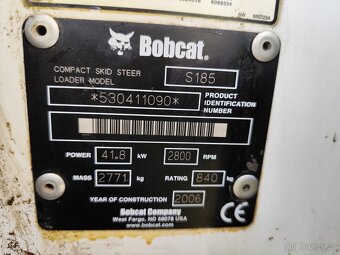 Bobcat.
COMPACT SKID STEER
LOADER MODEL
S185
*530411090*
PRODUCT
IDENTIFICATION
NUMBER
POWER 41.8 kW 2800 RPM
MASS 2771 kg RATING 840 kg
YEAR OF CONSTRUCTION 2006
Bobcat Company
West Fargo, ND 58078 USA
www.bobcat.com
CE